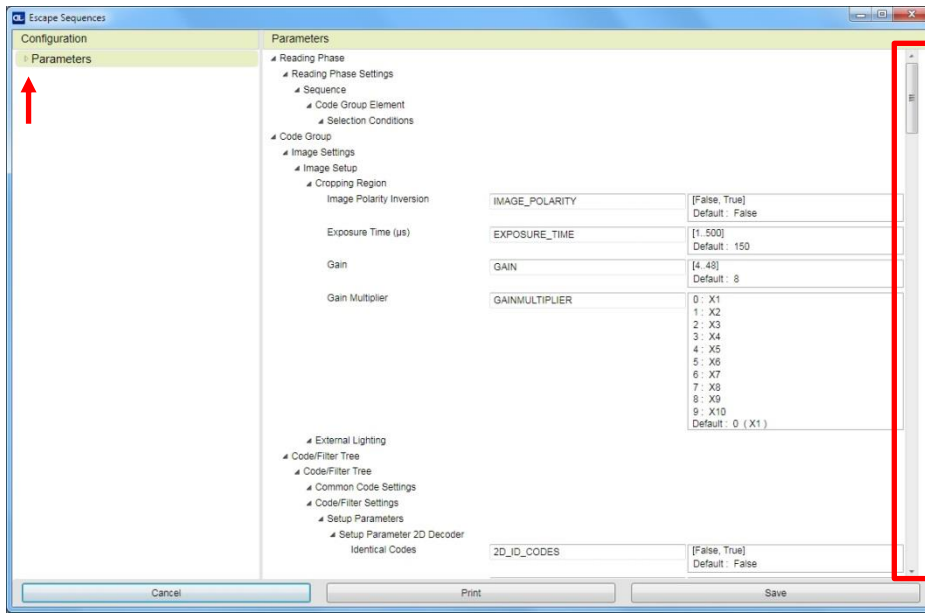 Escape Sequences
Configuration
Parameters
Parameters
Reading Phase
Reading Phase Settings
Sequence
Code Group Element
Selection Conditions
Code Group
Image Settings
Image Setup
Cropping Region
Image Polarity Inversion IMAGE_POLARITY [False, True]
Default : False
Exposure Time (µs) EXPOSURE_TIME [1..500]
Default : 150
Gain GAIN [4..48]
Default : 8
Gain Multiplier GAINMULTIPLIER 0 : X1
1 : X2
2 : X3
3 : X4
4 : X5
5 : X6
6 : X7
7 : X8
8 : X9
9 : X10
Default : 0 ( X1 )
External Lighting
Code/Filter Tree
Code/Filter Tree
Common Code Settings
Code/Filter Settings
Setup Parameters
Setup Parameter 2D Decoder
Identical Codes 2D_ID_CODES [False, True]
Default : False
Cancel Print Save